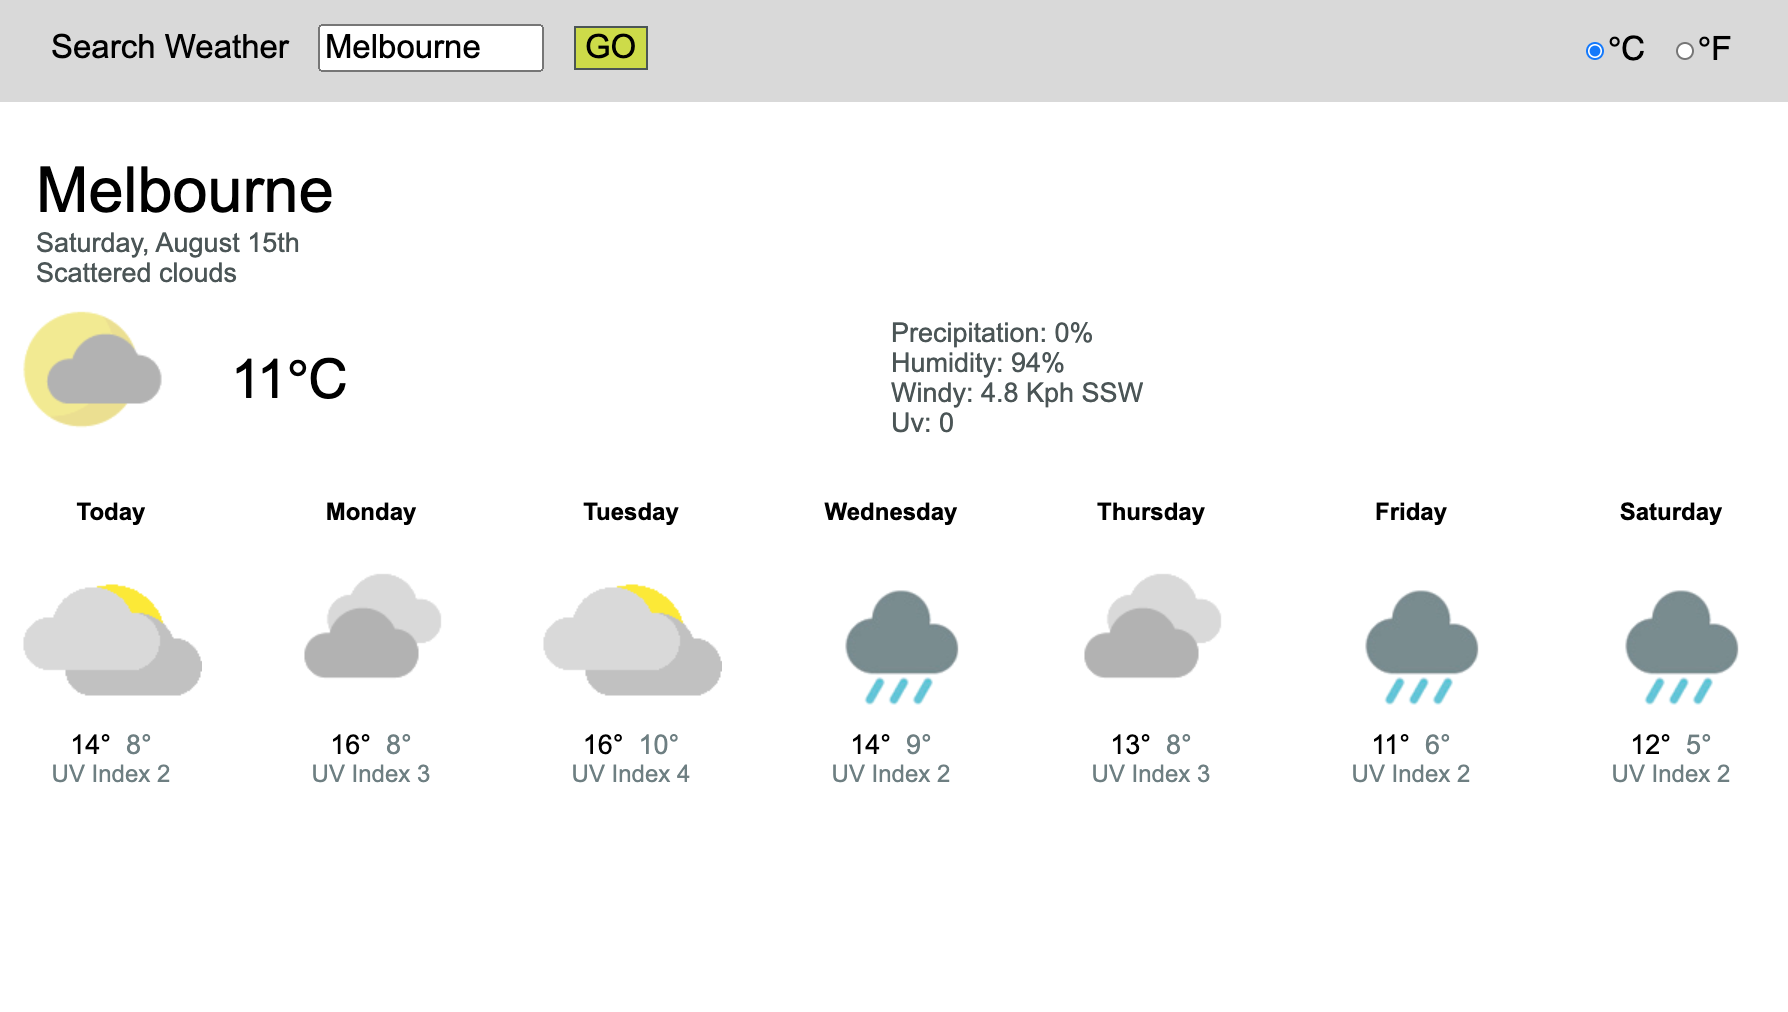 Search Weather Melbourne GO °C °F
Melbourne
Saturday, August 15th
Scattered clouds
11°C
Precipitation: 0%
Humidity: 94%
Windy: 4.8 Kph SSW
Uv: 0
Today Monday Tuesday Wednesday Thursday Friday Saturday
14° 8° 16° 8° 16° 10° 14° 9° 13° 8° 11° 6° 12° 5°
UV Index 2 UV Index 3 UV Index 4 UV Index 2 UV Index 3 UV Index 2 UV Index 2